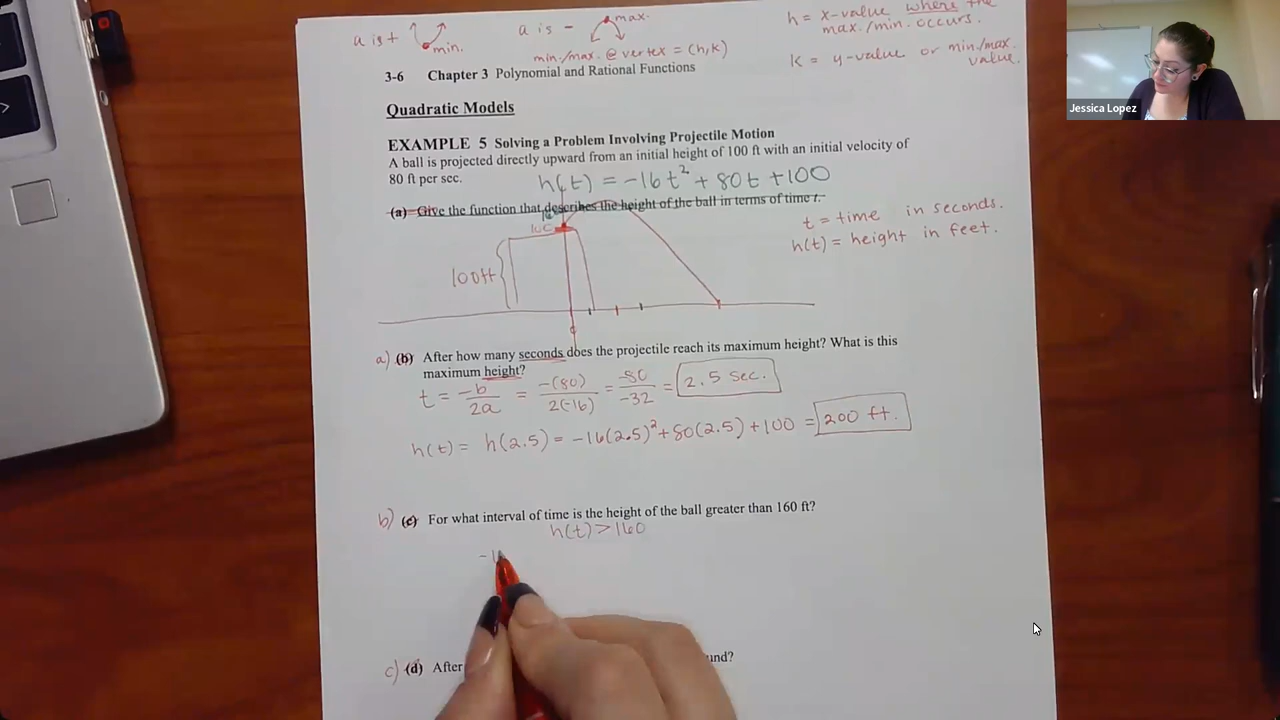 h = x-value where the
max./min. occurs.
k = y-value or min./max.
value.
a is + min.
a is - max.
min./max. @ vertex = (h,k)
3-6 Chapter 3 Polynomial and Rational Functions
Quadratic Models
EXAMPLE 5 Solving a Problem Involving Projectile Motion
A ball is projected directly upward from an initial height of 100 ft with an initial velocity of
80 ft per sec.
h(t) = -16t² + 80t + 100
(a) Give the function that describes the height of the ball in terms of time t.
t = time in seconds.
h(t) = height in feet.
100
100ft
a) (b) After how many seconds does the projectile reach its maximum height? What is this
maximum height?
t = -b/2a = -(80)/2(-16) = -80/-32 = 2.5 sec.
h(t) = h(2.5) = -16(2.5)² + 80(2.5) + 100 = 200 ft.
b) (c) For what interval of time is the height of the ball greater than 160 ft?
h(t) > 160
c) (d) After
Jessica Lopez